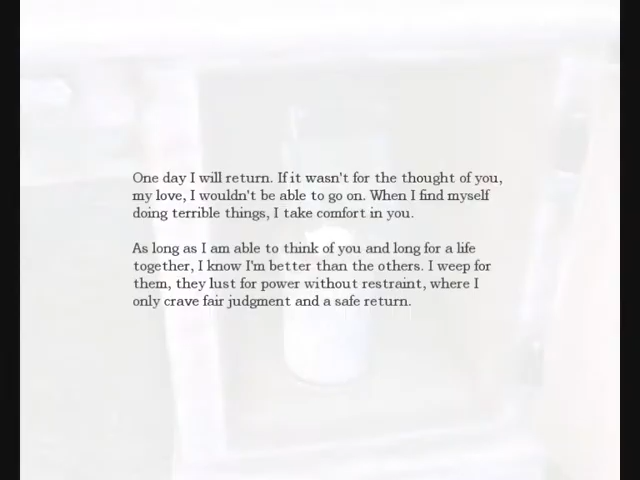 One day I will return. If it wasn't for the thought of you,
my love, I wouldn't be able to go on. When I find myself
doing terrible things, I take comfort in you.
As long as I am able to think of you and long for a life
together, I know I'm better than the others. I weep for
them, they lust for power without restraint, where I
only crave fair judgment and a safe return.